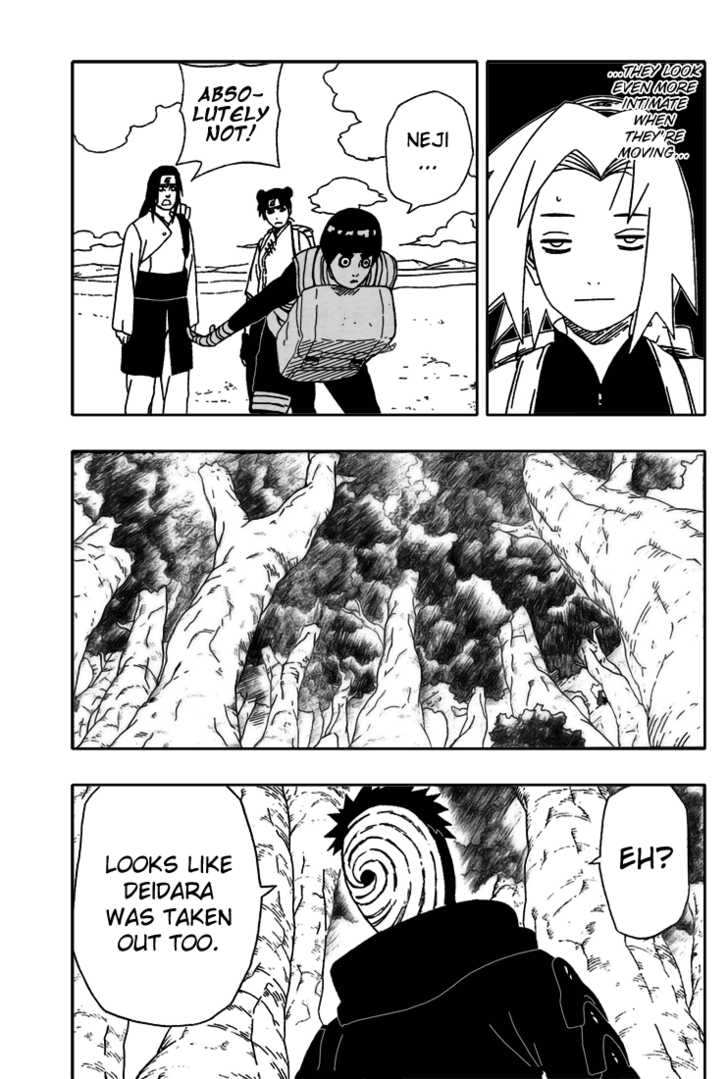 ...THEY LOOK
EVEN MORE
INTIMATE
WHEN
THEY'RE
MOVING...
NEJI
...
ABSO-
LUTELY
NOT!
EH?
LOOKS LIKE
DEIDARA
WAS TAKEN
OUT TOO.